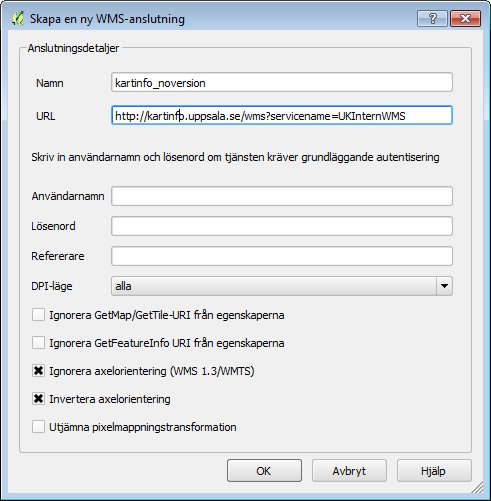 Skapa en ny WMS-anslutning
Anslutningsdetaljer
Namn kartinfo_noversion
URL http://kartinfo.uppsala.se/wms?servicename=UKInternWMS
Skriv in användarnamn och lösenord om tjänsten kräver grundläggande autentisering
Användarnamn
Lösenord
Refererare
DPI-läge alla
Ignorera GetMap/GetTile-URI från egenskaperna
Ignorera GetFeatureInfo URI från egenskaperna
Ignorera axelorientering (WMS 1.3/WMTS)
Invertera axelorientering
Utjämna pixelmappningstransformation
OK Avbryt Hjälp